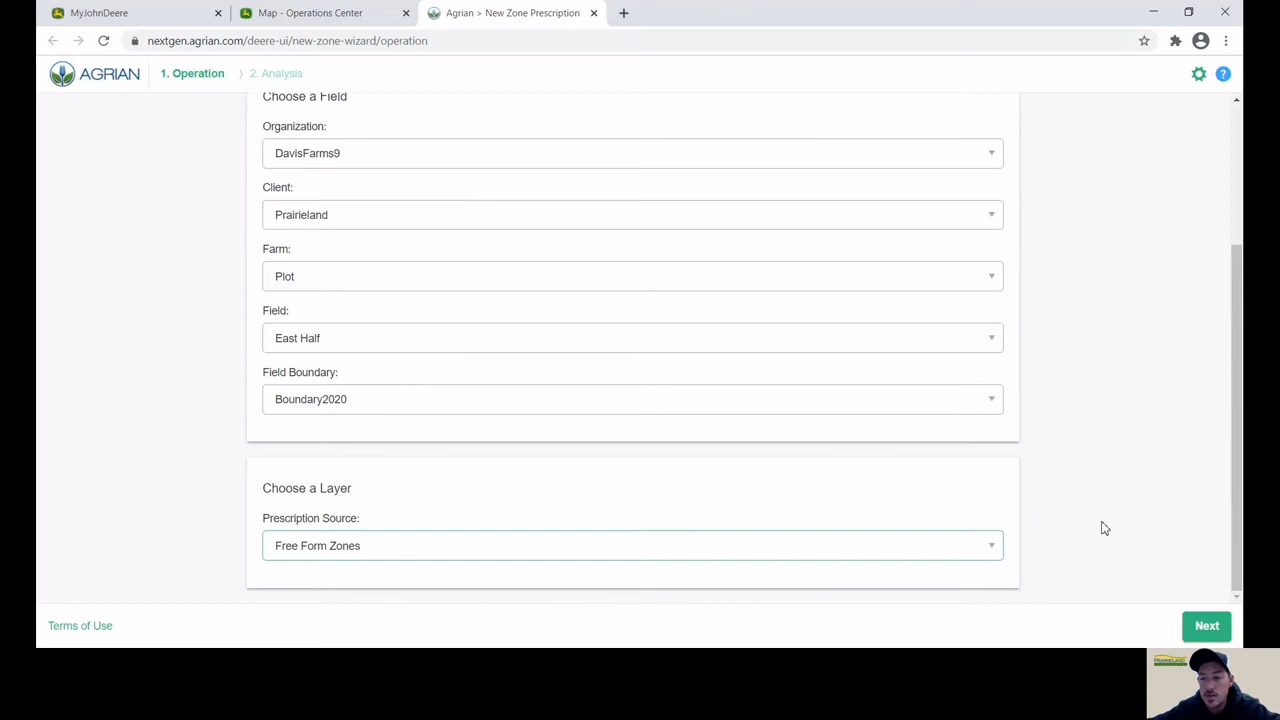 MyJohnDeere
Map - Operations Center
Agrian > New Zone Prescription
nextgen.agrian.com/deere-ui/new-zone-wizard/operation
AGRIAN
1. Operation
2. Analysis
Choose a Field
Organization:
DavisFarms9
Client:
Prairieland
Farm:
Plot
Field:
East Half
Field Boundary:
Boundary2020
Choose a Layer
Prescription Source:
Free Form Zones
Terms of Use
Next
PRAIRIELAND